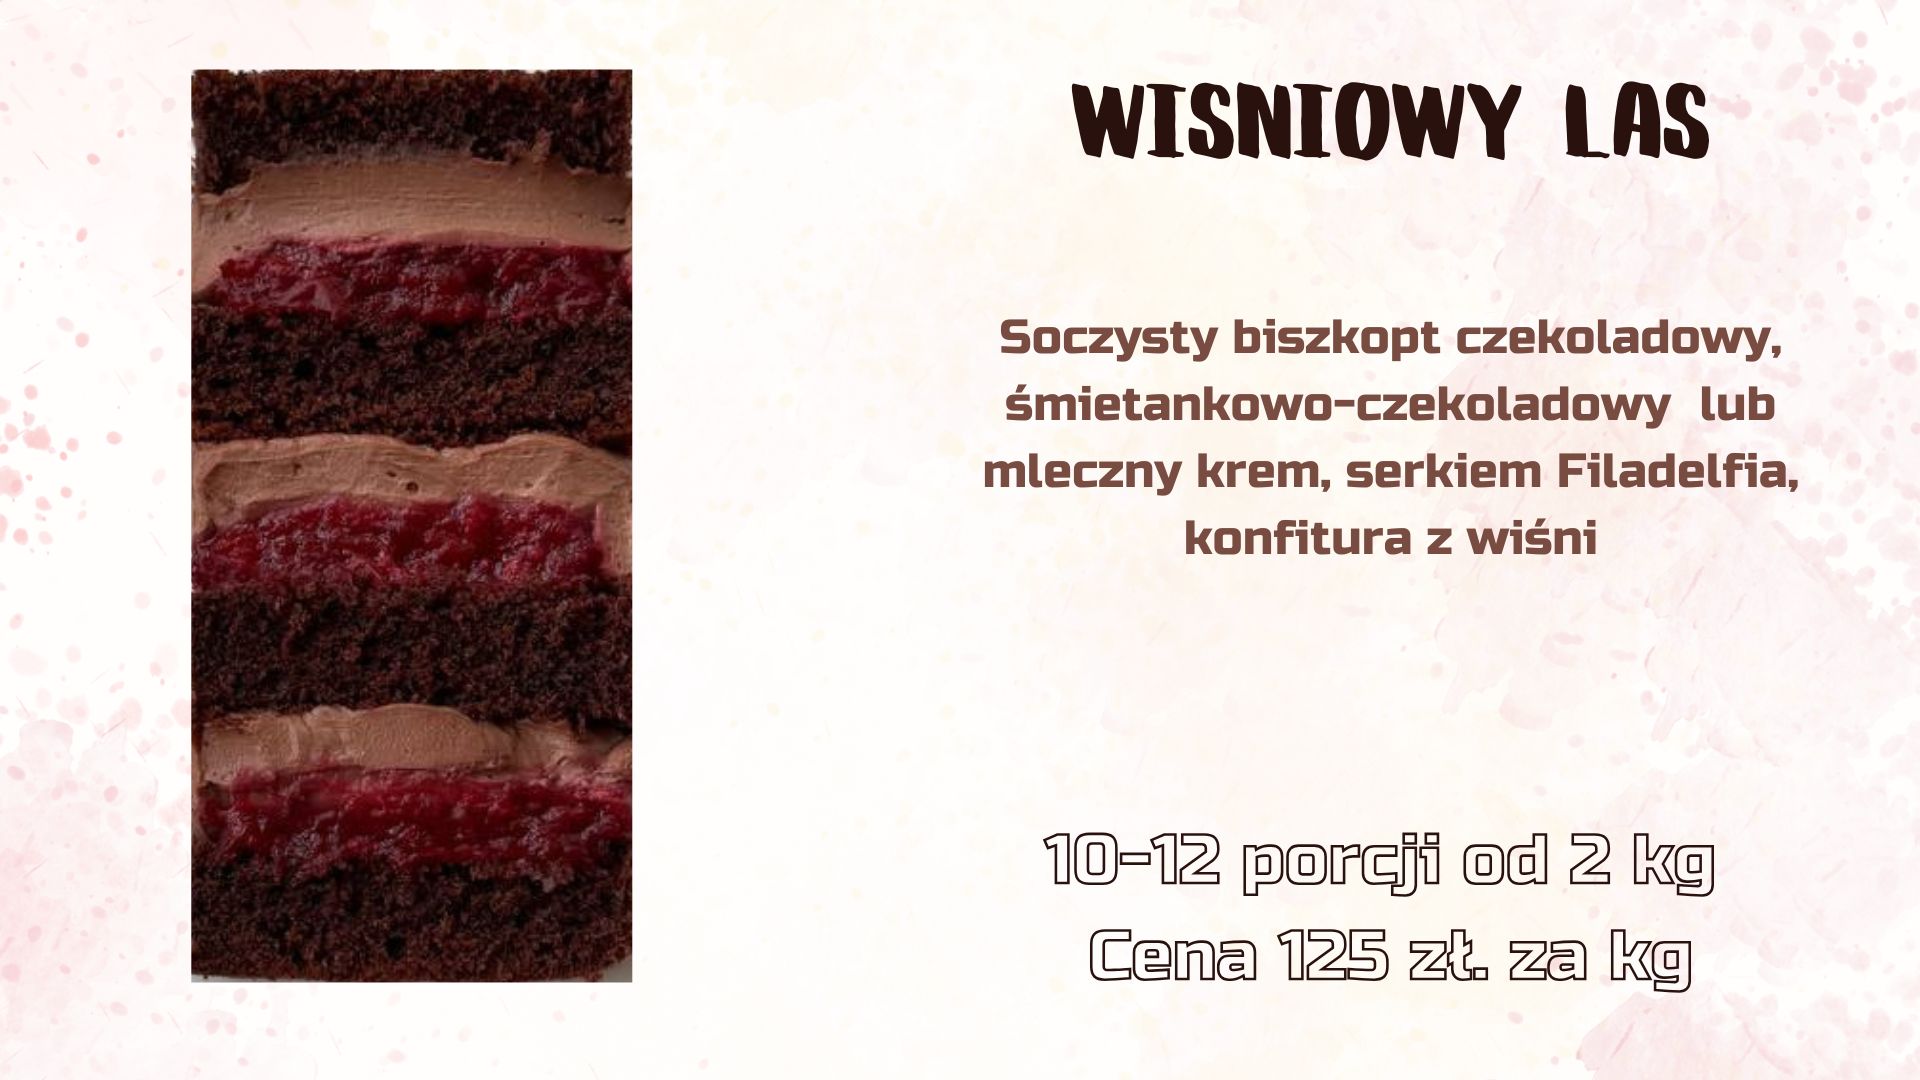 WISNIOWY LAS
Soczysty biszkopt czekoladowy,
śmietankowo-czekoladowy lub
mleczny krem, serkiem Filadelfia,
konfitura z wiśni
10-12 porcji od 2 kg
Cena 125 zł. za kg